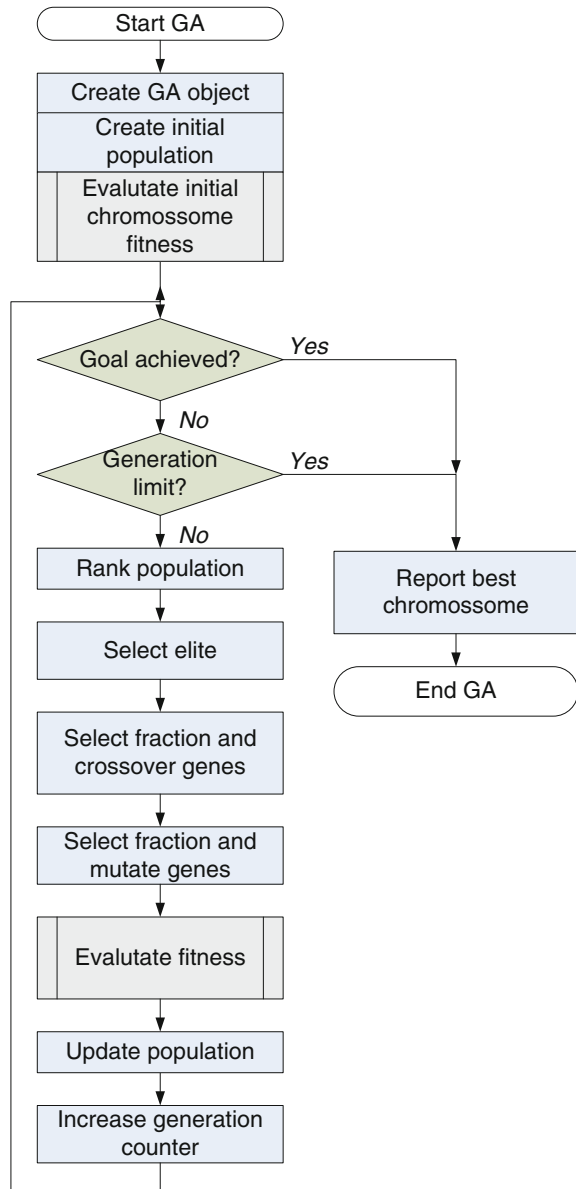 Start GA
Create GA object
Create initial
population
Evalutate initial
chromossome
fitness
Goal achieved?
Yes
No
Generation
limit?
Yes
No
Rank population
Report best
chromossome
Select elite
End GA
Select fraction and
crossover genes
Select fraction and
mutate genes
Evalutate fitness
Update population
Increase generation
counter